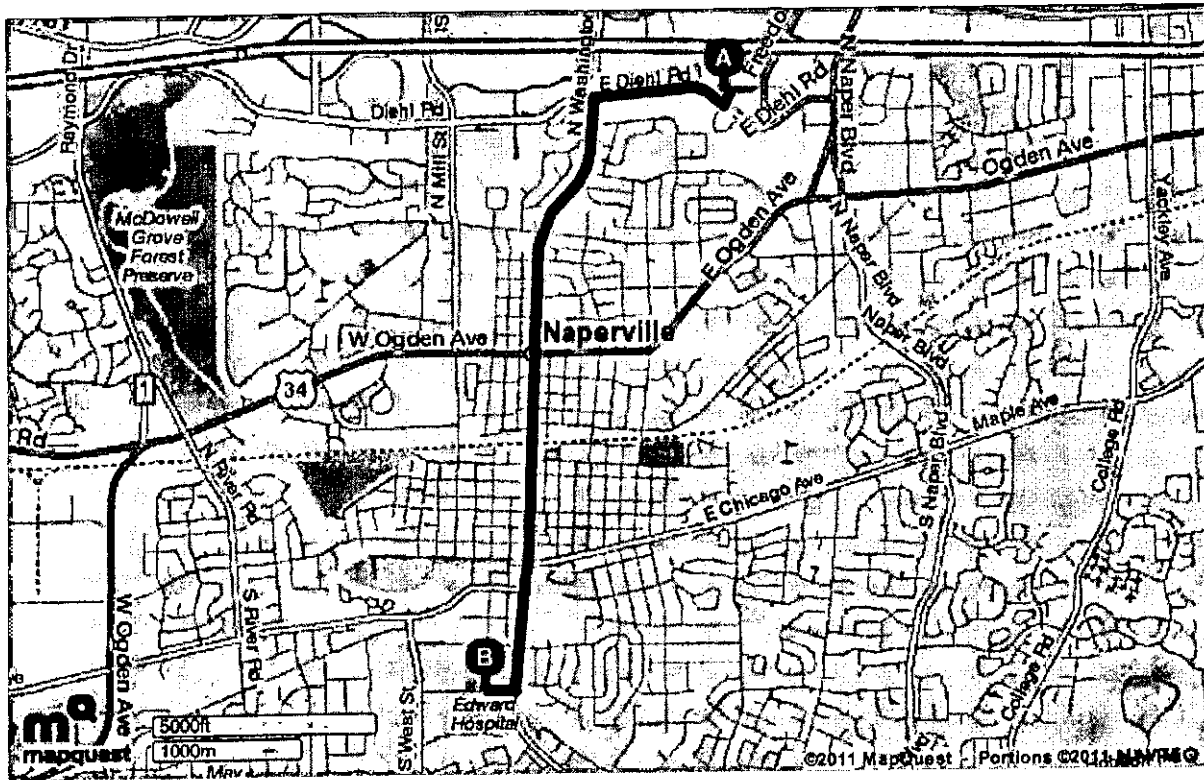 Raymond Dr
N Washington
A
N Naper Blvd
E Diehl Rd
E Diehl Rd
Diehl Rd
N Mill St
Ogden Ave
Yackley Ave
McDowell
Grove
Forest
Preserve
E Ogden Ave
N Naper Blvd
Naperville
W Ogden Ave
Naper Blvd
34
1
Rd
Maple Ave
N River Rd
College Rd
E Chicago Ave
S Naper Blvd
S River Rd
W Ogden Ave
B
Edward
Hospital
S West St
College Rd
mq
mapquest
5000ft
1000m
©2011 MapQuest Portions ©2011 NAVTEQ